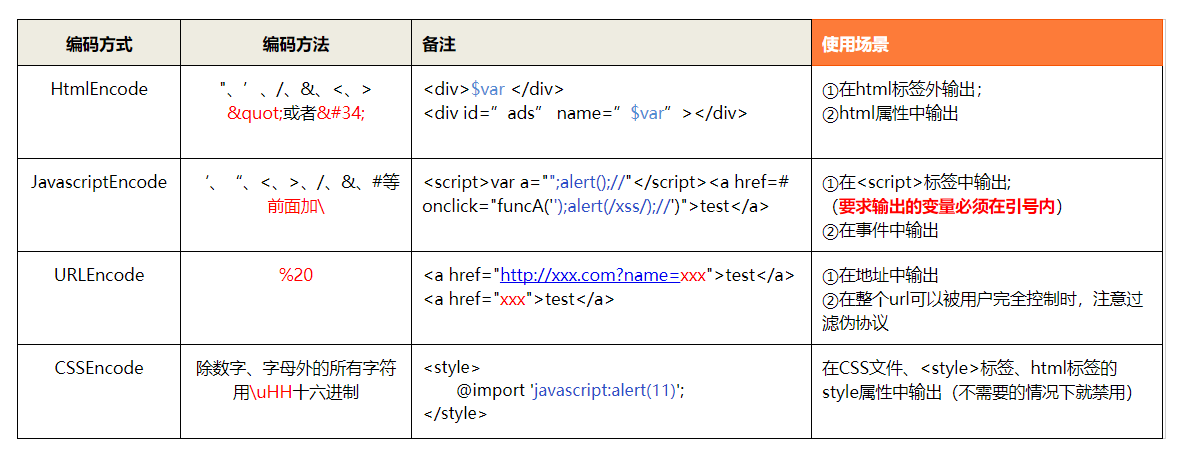 编码方式 编码方法 备注 使用场景
HtmlEncode
"、’、/、&、<、>
&quot;或者&#34;
<div>$var </div>
<div id=”ads” name=”$var”></div>
①在html标签外输出;
②html属性中输出
JavascriptEncode
‘、“、<、>、/、&、#等
前面加\
<script>var a="";alert();//"</script><a href=#
onclick="funcA('');alert(/xss/);//')">test</a>
①在<script>标签中输出;
（要求输出的变量必须在引号内）
②在事件中输出
URLEncode
%20
<a href="http://xxx.com?name=xxx">test</a>
<a href="xxx">test</a>
①在地址中输出
②在整个url可以被用户完全控制时，注意过
滤伪协议
CSSEncode
除数字、字母外的所有字符
用\uHH十六进制
<style>
@import 'javascript:alert(11)';
</style>
在CSS文件、<style>标签、html标签的
style属性中输出（不需要的情况下就禁用）